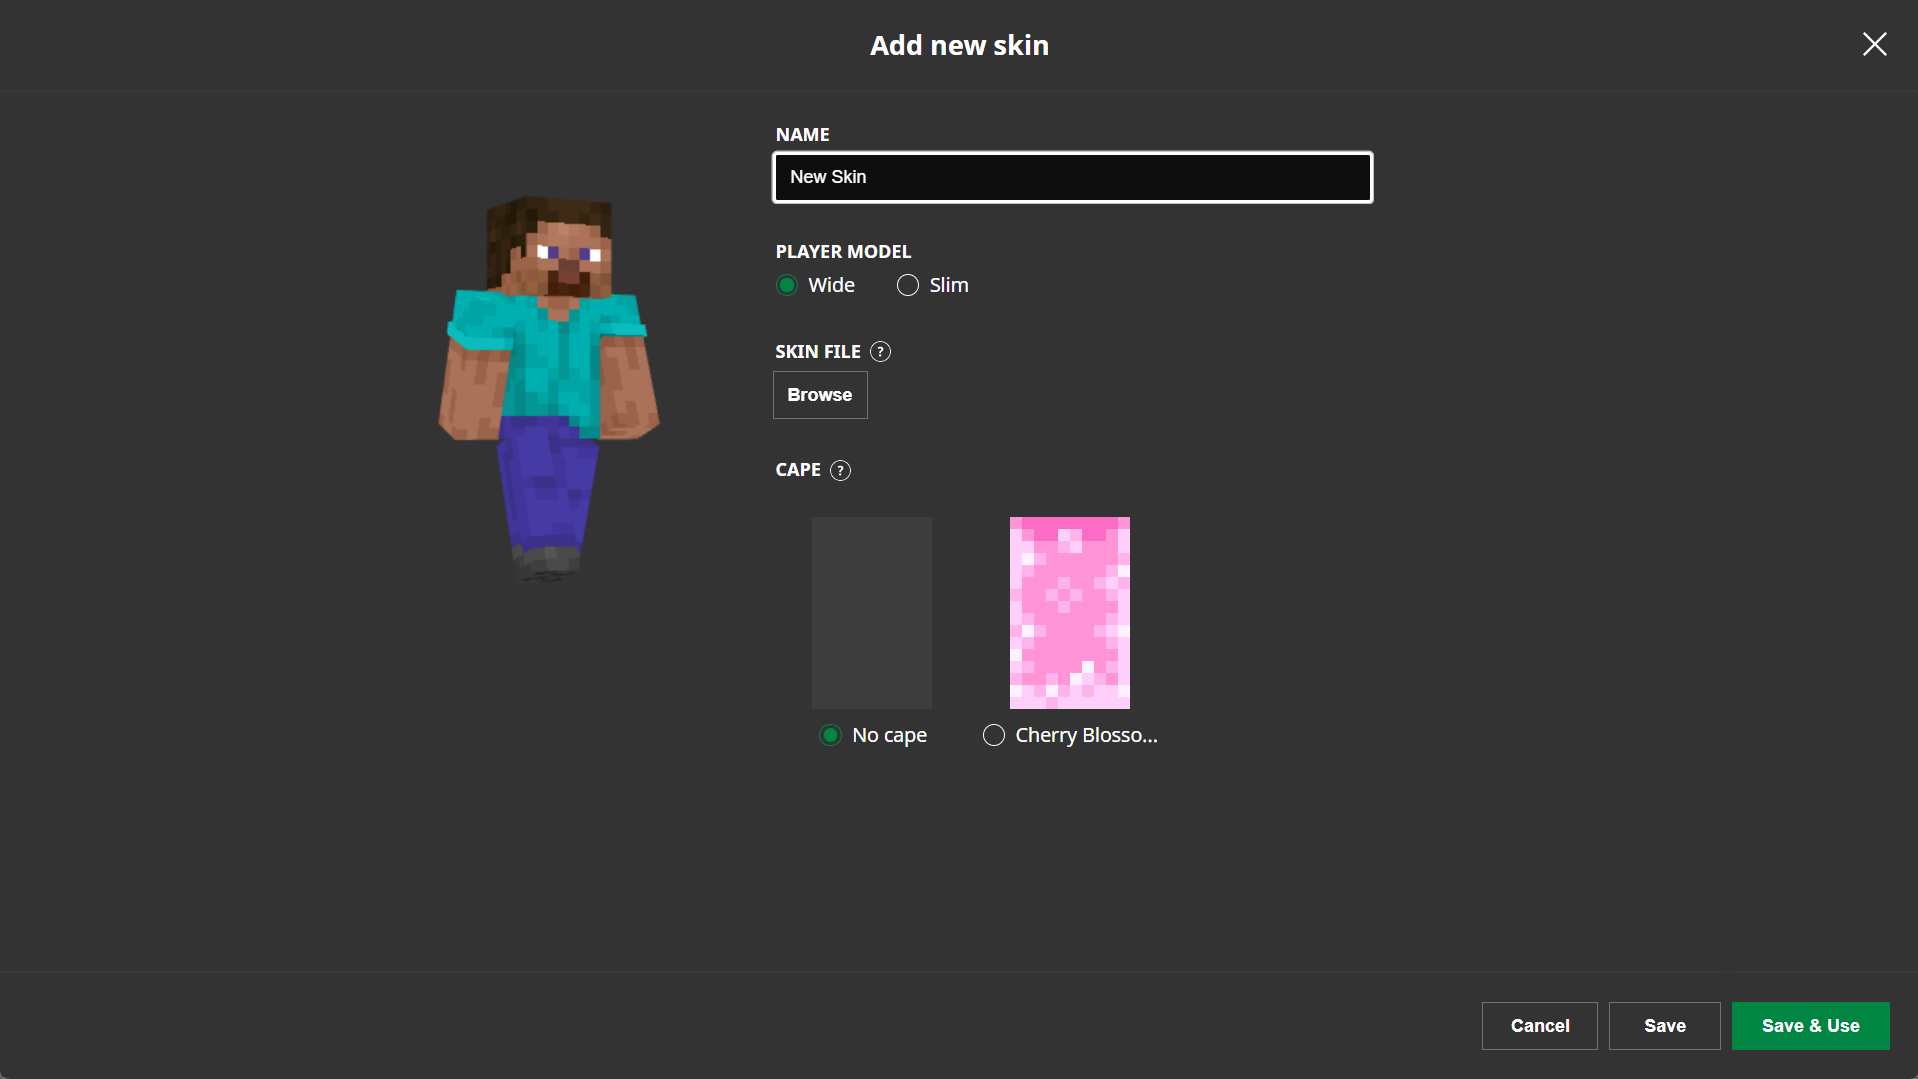 Add new skin
NAME
New Skin
PLAYER MODEL
Wide Slim
SKIN FILE ?
Browse
CAPE ?
No cape Cherry Blosso...
Cancel Save Save & Use